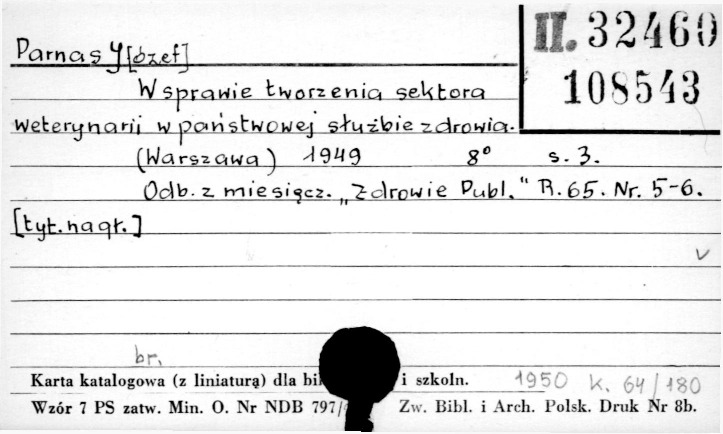 II. 32460
108543
Parnas J[ózef]
W sprawie tworzenia sektora
weterynarii w państwowej służbie zdrowia.
(Warszawa) 1949 8° s. 3.
Odb. z miesięcz. „Zdrowie Publ." R. 65. Nr. 5-6.
[tyt. nagł.]
v
br.
Karta katalogowa (z liniaturą) dla i szkoln. 1950 k. 64/180
Wzór 7 PS zatw. Min. O. Nr NDB 797/ Zw. Bibl. i Arch. Polsk. Druk Nr 8b.